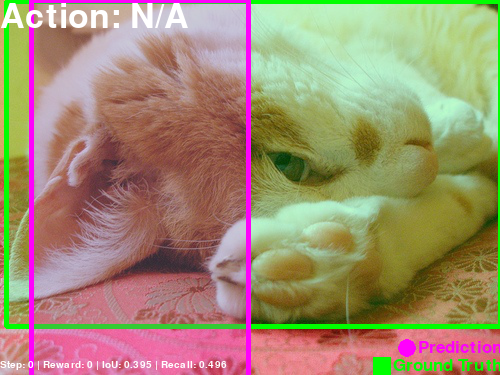 Action: N/A
Prediction
Step: 0 | Reward: 0 | IoU: 0.395 | Recall: 0.496
Ground Truth